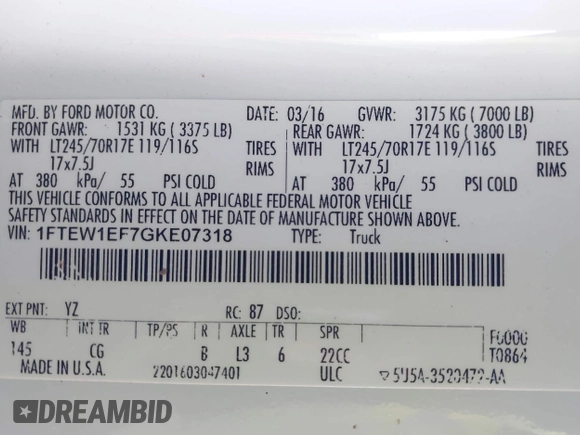 MFD. BY FORD MOTOR CO. DATE: 03/16 GVWR: 3175 KG ( 7000 LB)
FRONT GAWR: 1531 KG ( 3375 LB) REAR GAWR: 1724 KG ( 3800 LB)
WITH LT245/70R17E 119/116S TIRES WITH LT245/70R17E 119/116S TIRES
17x7.5J RIMS 17x7.5J RIMS
AT 380 kPa/ 55 PSI COLD AT 380 kPa/ 55 PSI COLD
THIS VEHICLE CONFORMS TO ALL APPLICABLE FEDERAL MOTOR VEHICLE
SAFETY STANDARDS IN EFFECT ON THE DATE OF MANUFACTURE SHOWN ABOVE.
VIN: 1FTEW1EF7GKE07318 TYPE: Truck
EXT PNT: YZ RC: 87 DSO:
WB INT TR TP/PS R AXLE TR SPR F0000
145 CG B L3 6 22CC T0864
MADE IN U.S.A. 2201603047401 ULC 5U5A-3520472-AA
DREAMBID